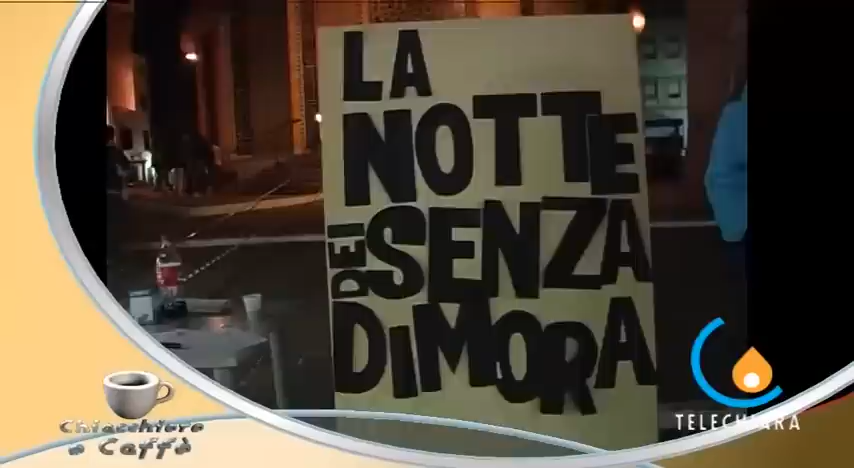 LA
NOTTE
DEI SENZA
DIMORA
Chiacchiere
e Caffè
TELECHIARA